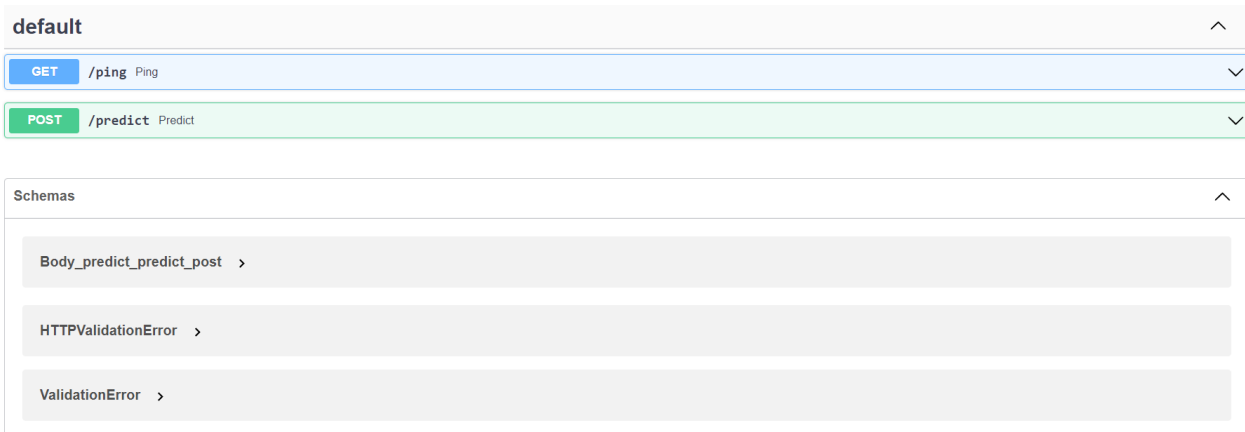 default
GET /ping Ping
POST /predict Predict
Schemas
Body_predict_predict_post
HTTPValidationError
ValidationError